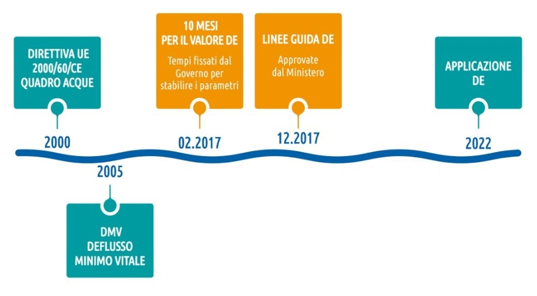 DIRETTIVA UE
2000/60/CE
QUADRO ACQUE
2000
2005
DMV
DEFLUSSO
MINIMO VITALE
10 MESI
PER IL VALORE DE
Tempi fissati dal
Governo per
stabilire i parametri
02.2017
LINEE GUIDA DE
Approvate
dal Ministero
12.2017
APPLICAZIONE
DE
2022